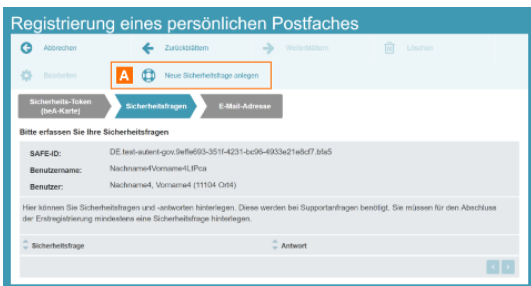 Registrierung eines persönlichen Postfaches
Abbrechen Zurückblättern Weiterblättern Löschen
Bearbeiten A Neue Sicherheitsfrage anlegen
Sicherheits-Token (beA-Karte) Sicherheitsfragen E-Mail-Adresse
Bitte erfassen Sie Ihre Sicherheitsfragen
SAFE-ID: DE.test-autent-gov.9effe693-351f-4231-bc96-4933e21e8cf7.bfa5
Benutzername: Nachname4Vorname4LtPca
Benutzer: Nachname4, Vorname4 (11104 Ort4)
Hier können Sie Sicherheitsfragen und -antworten hinterlegen. Diese werden bei Supportanfragen benötigt. Sie müssen für den Abschluss
der Erstregistrierung mindestens eine Sicherheitsfrage hinterlegen.
Sicherheitsfrage Antwort